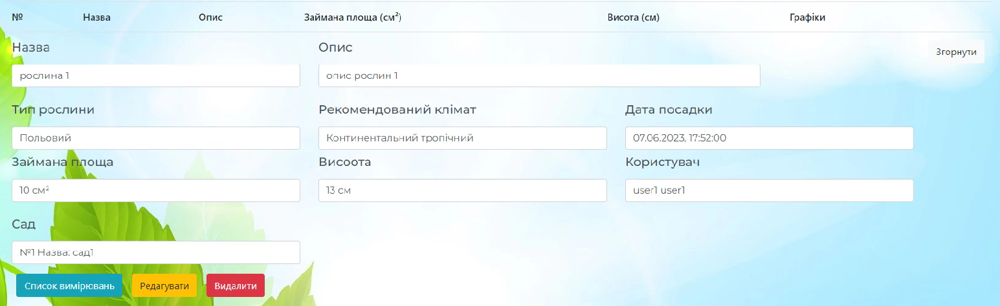 № Назва Опис Займана площа (см²) Висота (см) Графіки
Назва Опис Згорнути
рослина 1 опис рослин 1
Тип рослини Рекомендований клімат Дата посадки
Польовий Континентальний тропічний 07.06.2023, 17:52:00
Займана площа Висоота Користувач
10 см² 13 см user1 user1
Сад
№1 Назва: сад1
Список вимірювань Редагувати Видалити